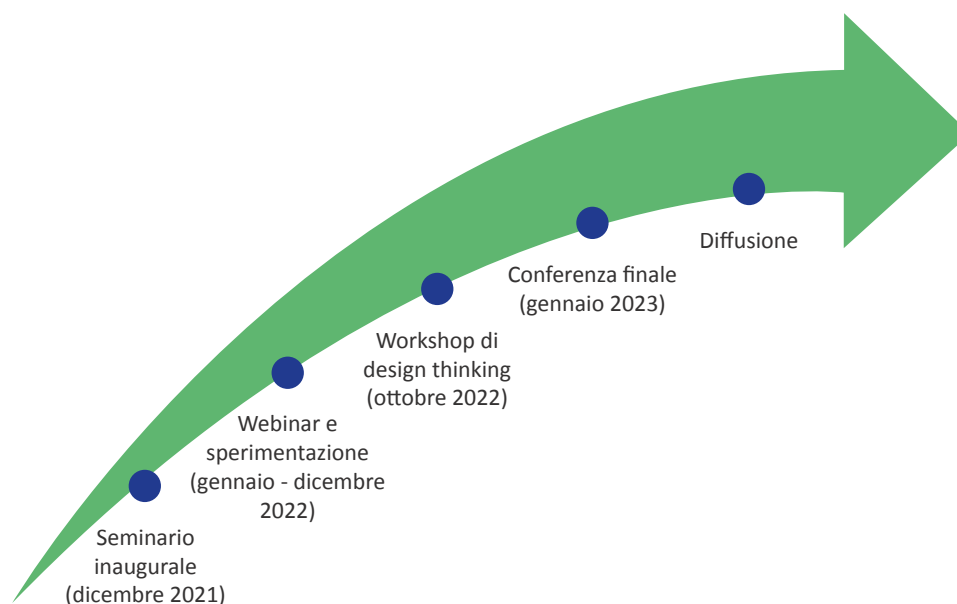 Seminario
inaugurale
(dicembre 2021)
Webinar e
sperimentazione
(gennaio - dicembre
2022)
Workshop di
design thinking
(ottobre 2022)
Conferenza finale
(gennaio 2023)
Diffusione